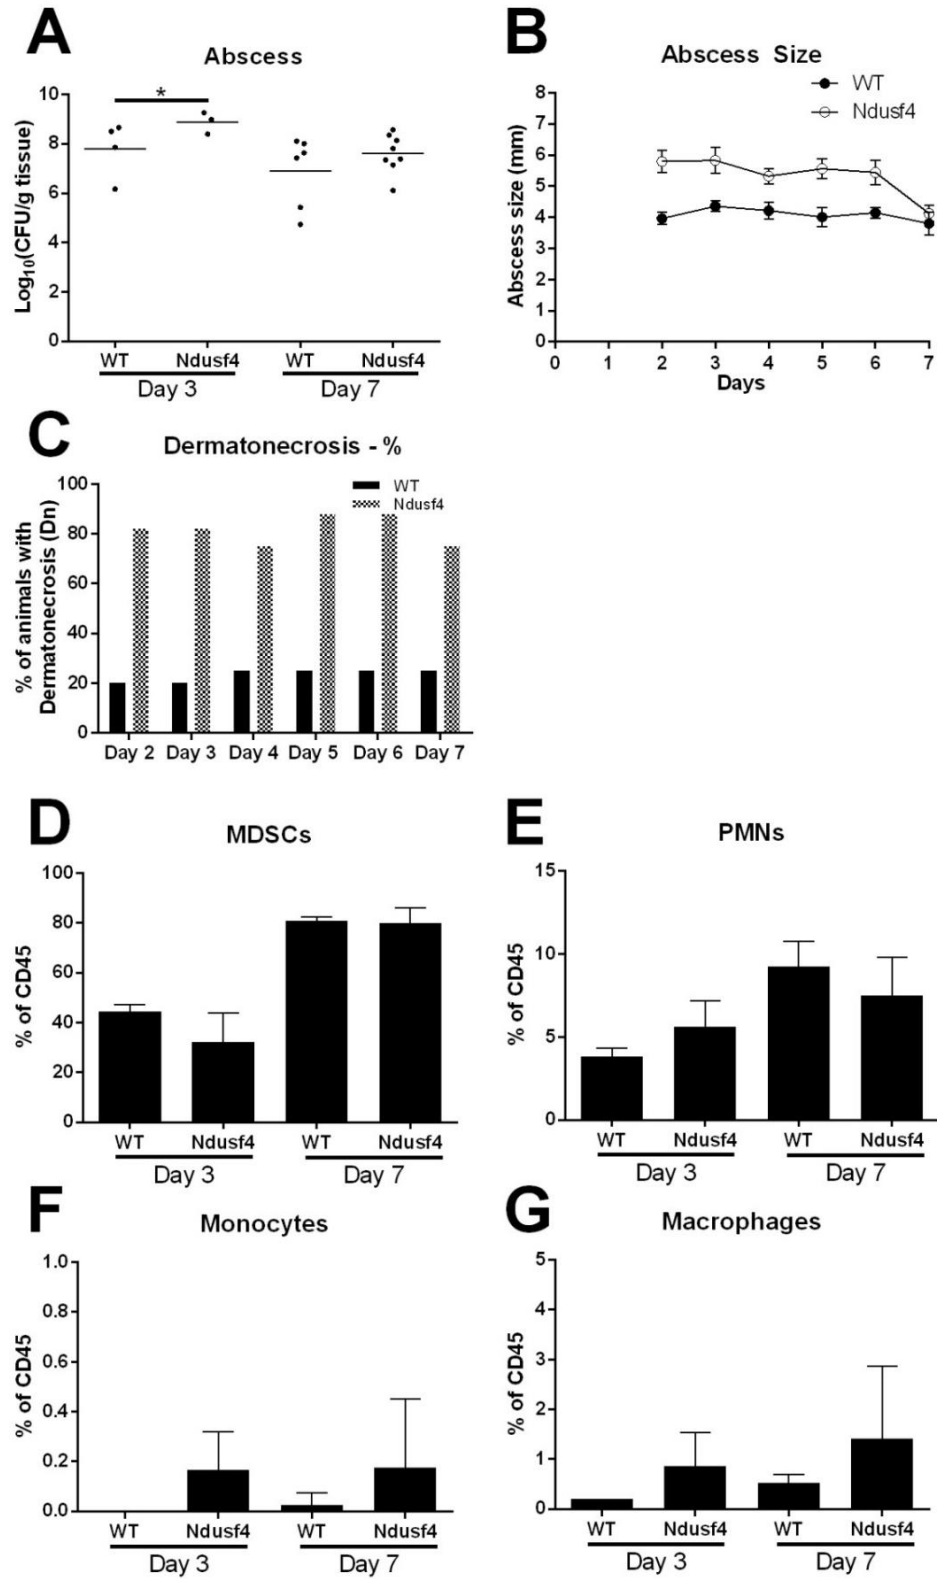 A
Abscess
Log10(CFU/g tissue)
10
8
6
4
2
0
*
WT
Ndusf4
WT
Ndusf4
Day 3
Day 7
B
Abscess Size
WT
Ndusf4
Abscess size (mm)
8
7
6
5
4
3
2
1
0
0
1
2
3
4
5
6
7
Days
C
Dermatonecrosis - %
WT
Ndusf4
% of animals with
Dermatonecrosis (Dn)
100
80
60
40
20
0
Day 2
Day 3
Day 4
Day 5
Day 6
Day 7
D
MDSCs
% of CD45
100
80
60
40
20
0
WT
Ndusf4
WT
Ndusf4
Day 3
Day 7
E
PMNs
% of CD45
15
10
5
0
WT
Ndusf4
WT
Ndusf4
Day 3
Day 7
F
Monocytes
% of CD45
1.0
0.8
0.6
0.4
0.2
0.0
WT
Ndusf4
WT
Ndusf4
Day 3
Day 7
G
Macrophages
% of CD45
5
4
3
2
1
0
WT
Ndusf4
WT
Ndusf4
Day 3
Day 7